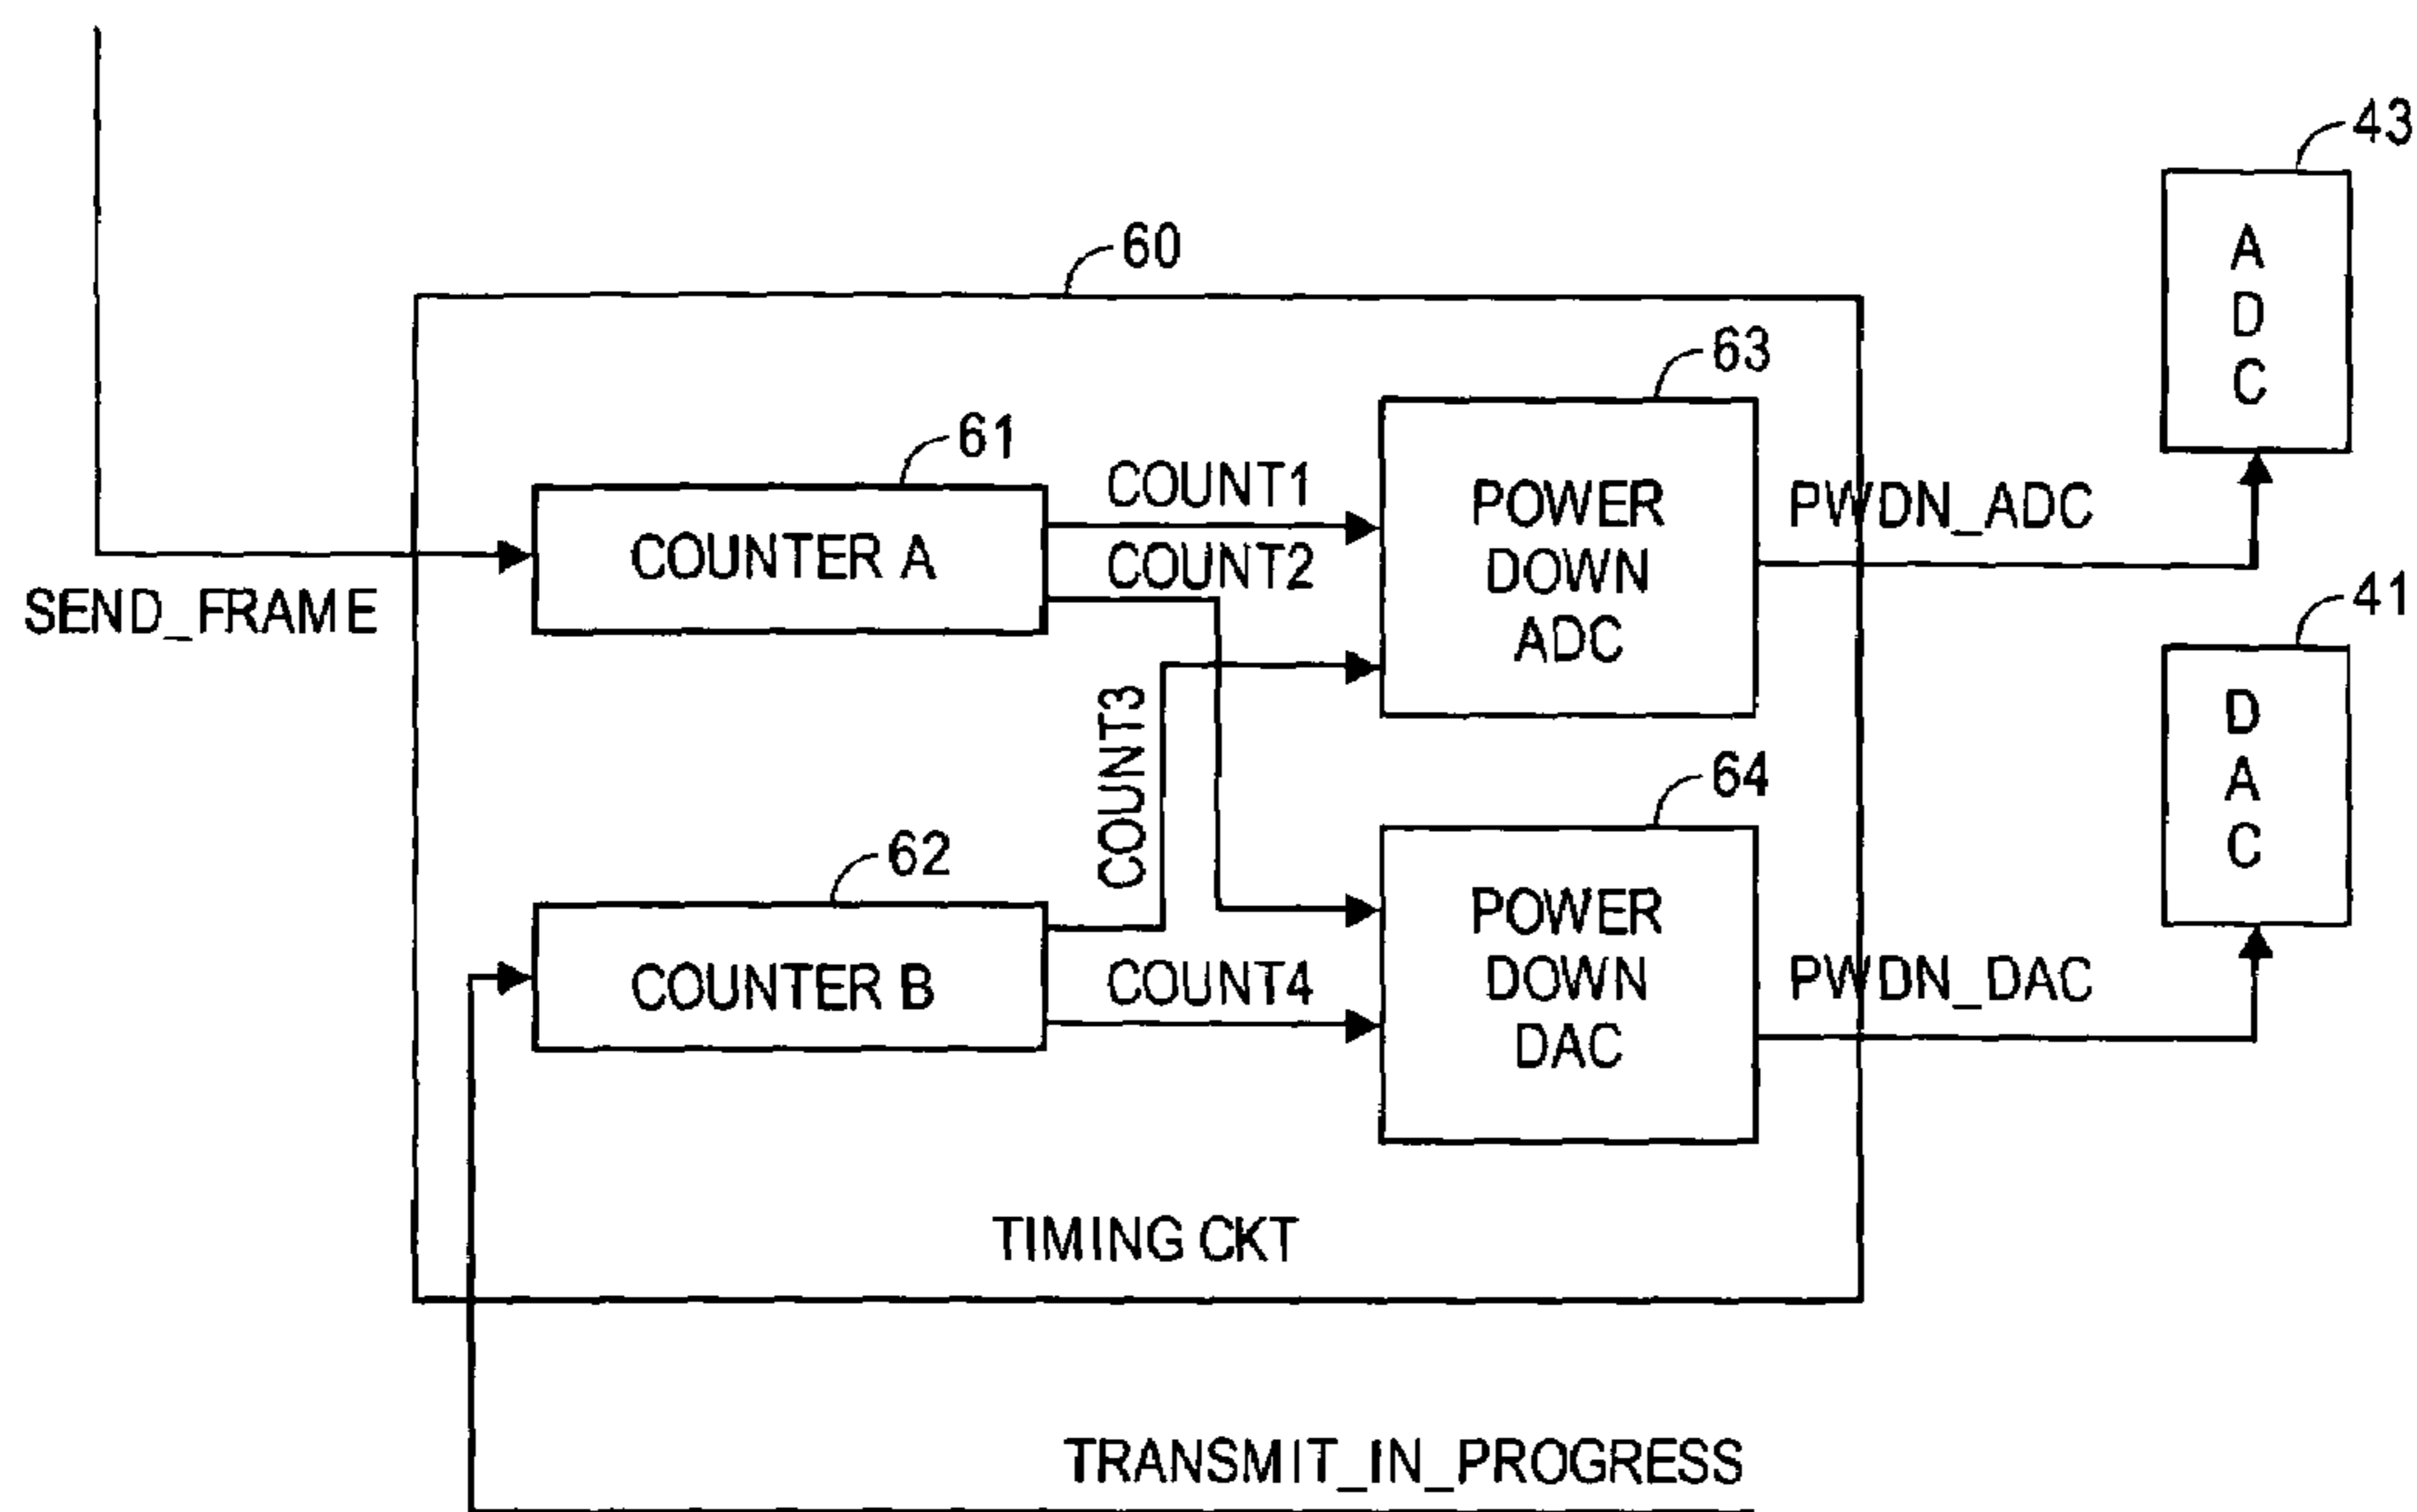 43
A
D
C
60
63
61
COUNT1
COUNTER A
COUNT2
POWER
DOWN
ADC
PWDN_ADC
SEND_FRAME
41
D
A
C
COUNT3
64
62
COUNTER B
COUNT4
POWER
DOWN
DAC
PWDN_DAC
TIMING CKT
TRANSMIT_IN_PROGRESS